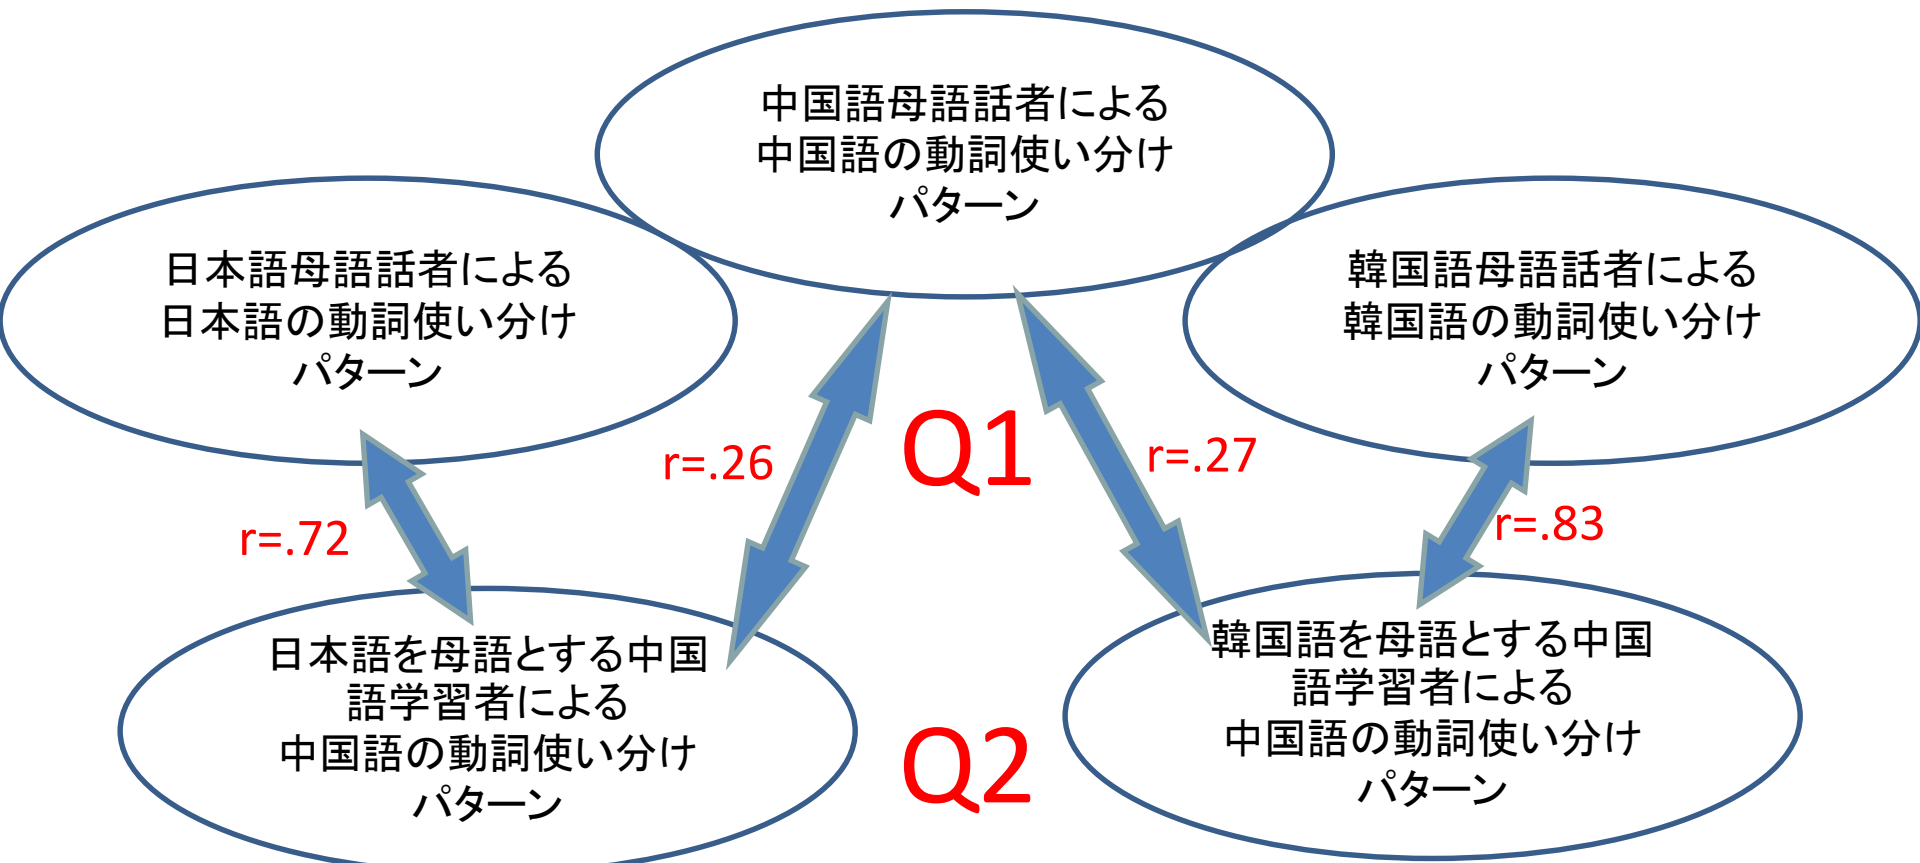 中国語母語話者による
中国語の動詞使い分け
パターン
日本語母語話者による
日本語の動詞使い分け
パターン
韓国語母語話者による
韓国語の動詞使い分け
パターン
r=.26
Q1
r=.27
r=.72
r=.83
日本語を母語とする中国
語学習者による
中国語の動詞使い分け
パターン
Q2
韓国語を母語とする中国
語学習者による
中国語の動詞使い分け
パターン